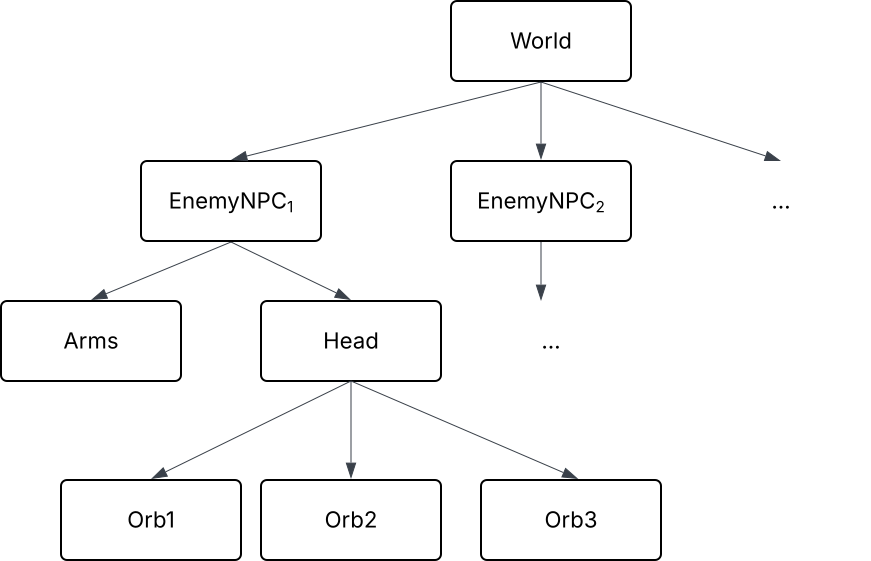 World
EnemyNPC₁
EnemyNPC₂
...
Arms
Head
...
Orb1
Orb2
Orb3